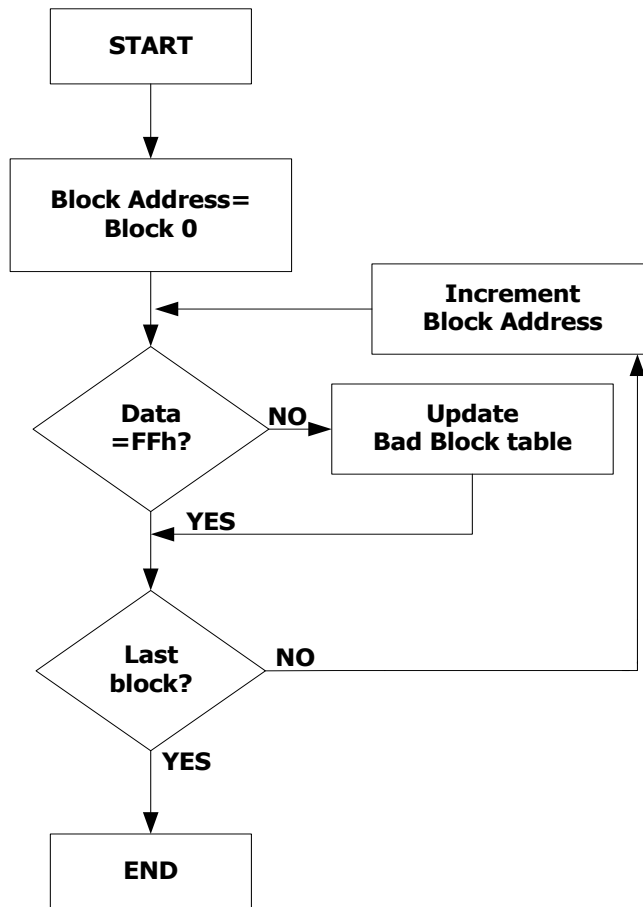 START
Block Address=
Block 0
Increment
Block Address
Data
=FFh?
NO
Update
Bad Block table
YES
Last
block?
NO
YES
END